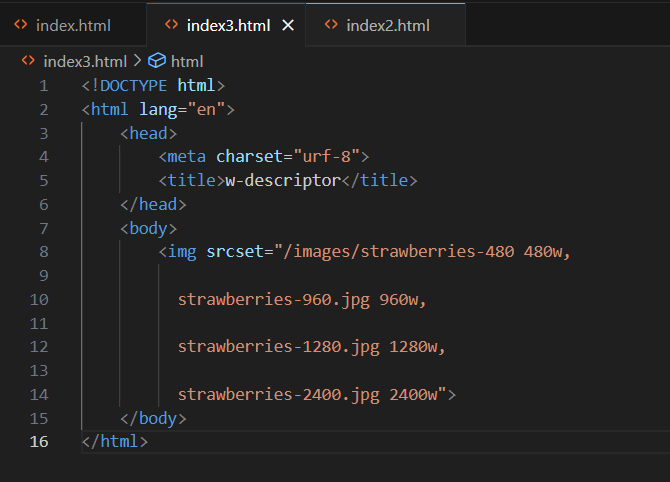 index.html index3.html index2.html
index3.html > html
1 <!DOCTYPE html>
2 <html lang="en">
3 <head>
4 <meta charset="urf-8">
5 <title>w-descriptor</title>
6 </head>
7 <body>
8 <img srcset="/images/strawberries-480 480w,
9
10 strawberries-960.jpg 960w,
11
12 strawberries-1280.jpg 1280w,
13
14 strawberries-2400.jpg 2400w">
15 </body>
16 </html>